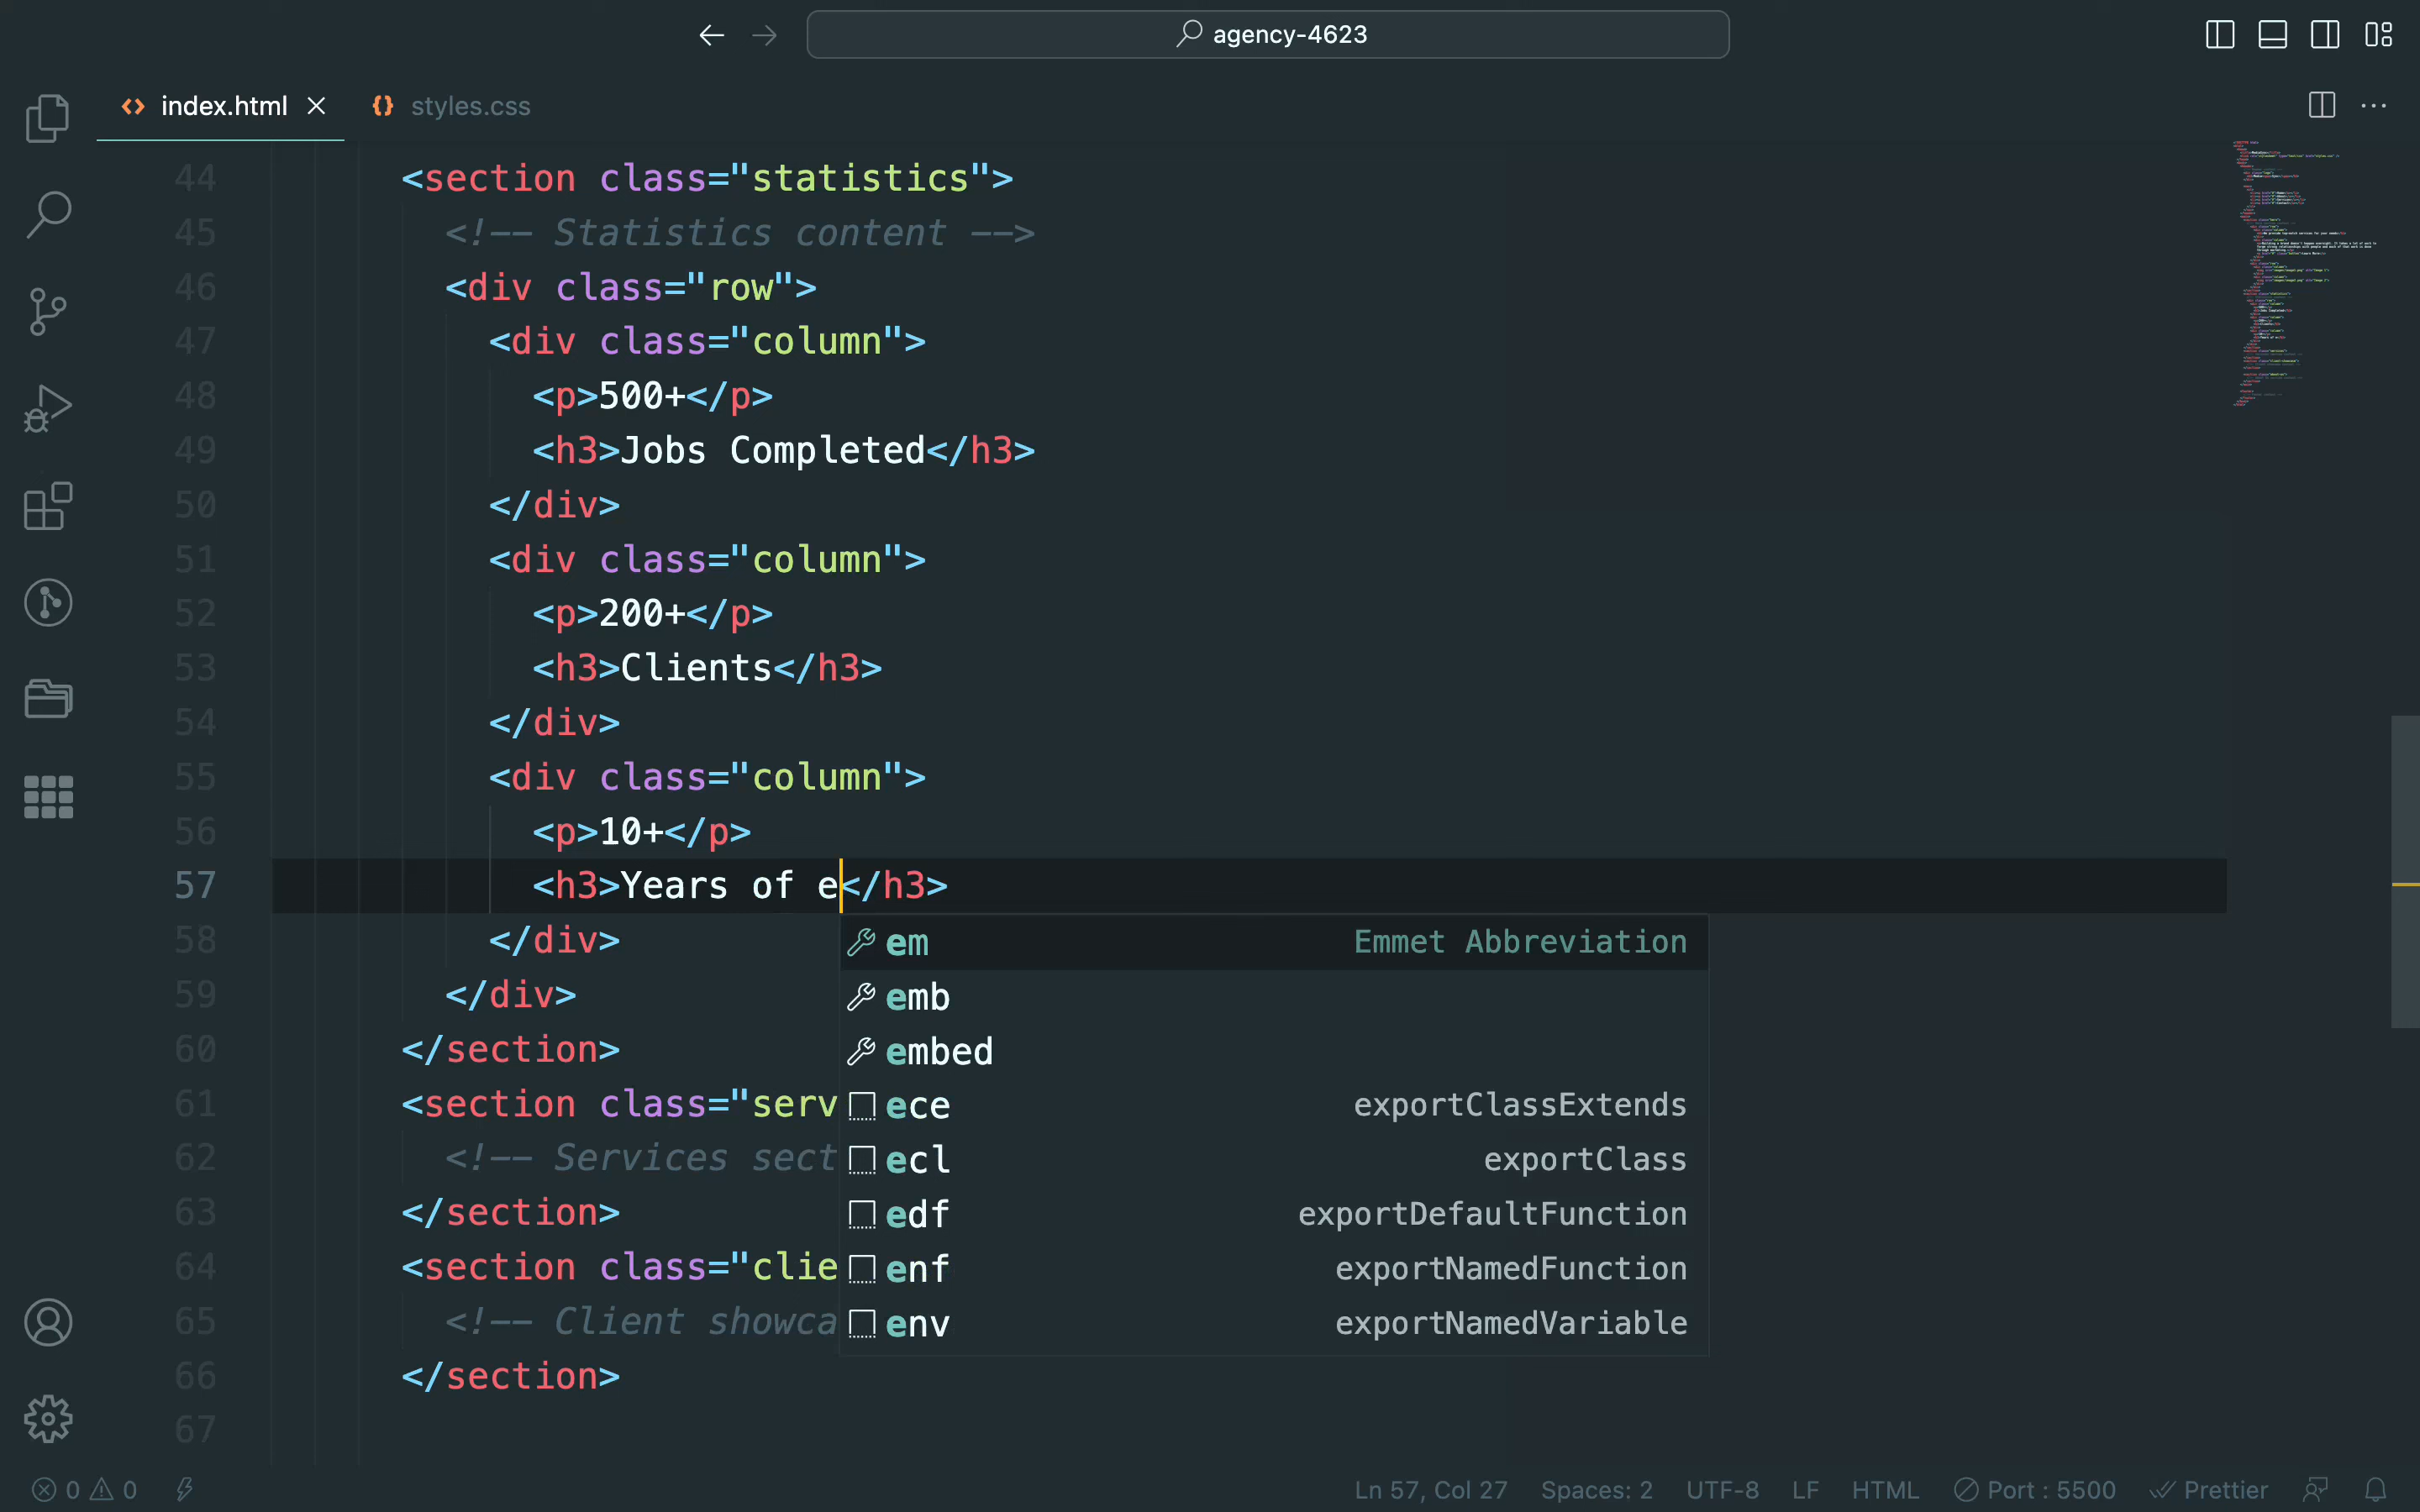 agency-4623
index.html
styles.css
44 <section class="statistics">
45 <!-- Statistics content -->
46 <div class="row">
47 <div class="column">
48 <p>500+</p>
49 <h3>Jobs Completed</h3>
50 </div>
51 <div class="column">
52 <p>200+</p>
53 <h3>Clients</h3>
54 </div>
55 <div class="column">
56 <p>10+</p>
57 <h3>Years of e</h3>
58 </div>
em Emmet Abbreviation
59 </div>
emb
60 </section>
embed
61 <section class="serv
ece exportClassExtends
62 <!-- Services sect
ecl exportClass
63 </section>
edf exportDefaultFunction
64 <section class="clie
enf exportNamedFunction
65 <!-- Client showca
env exportNamedVariable
66 </section>
67
0 0 Ln 57, Col 27 Spaces: 2 UTF-8 LF HTML Port : 5500 Prettier